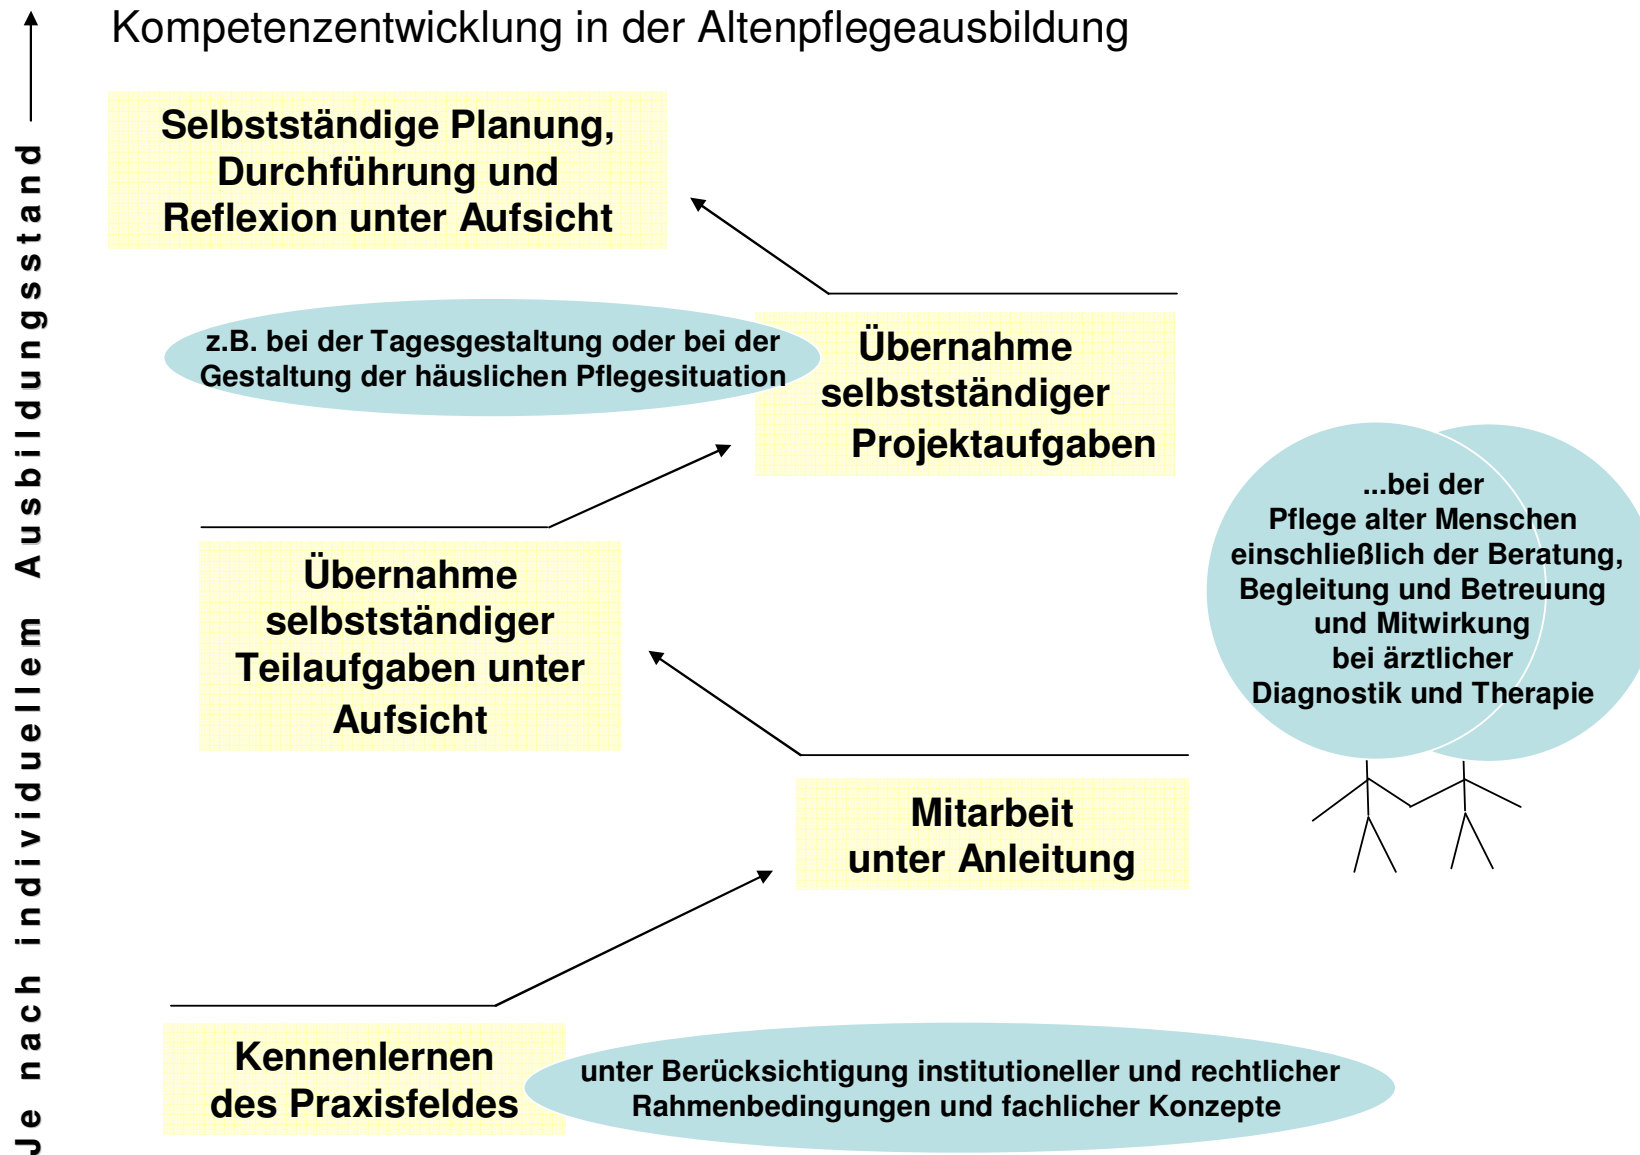 Kompetenzentwicklung in der Altenpflegeausbildung
Je nach individuellem Ausbildungsstand
Selbstständige Planung,
Durchführung und
Reflexion unter Aufsicht
z.B. bei der Tagesgestaltung oder bei der
Gestaltung der häuslichen Pflegesituation
Übernahme
selbstständiger
Projektaufgaben
...bei der
Pflege alter Menschen
einschließlich der Beratung,
Begleitung und Betreuung
und Mitwirkung
bei ärztlicher
Diagnostik und Therapie
Übernahme
selbstständiger
Teilaufgaben unter
Aufsicht
Mitarbeit
unter Anleitung
Kennenlernen
des Praxisfeldes
unter Berücksichtigung institutioneller und rechtlicher
Rahmenbedingungen und fachlicher Konzepte